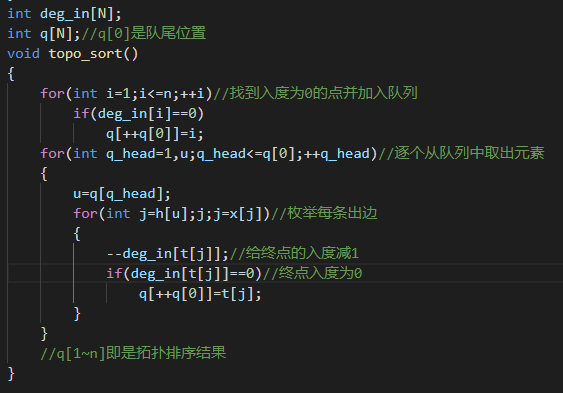 int deg_in[N];
int q[N];//q[0]是队尾位置
void topo_sort()
{
    for(int i=1;i<=n;++i)//找到入度为0的点并加入队列
        if(deg_in[i]==0)
            q[++q[0]]=i;
    for(int q_head=1,u;q_head<=q[0];++q_head)//逐个从队列中取出元素
    {
        u=q[q_head];
        for(int j=h[u];j;j=x[j])//枚举每条出边
        {
            --deg_in[t[j]];//给终点的入度减1
            if(deg_in[t[j]]==0)//终点入度为0
                q[++q[0]]=t[j];
        }
    }
    //q[1~n]即是拓扑排序结果
}